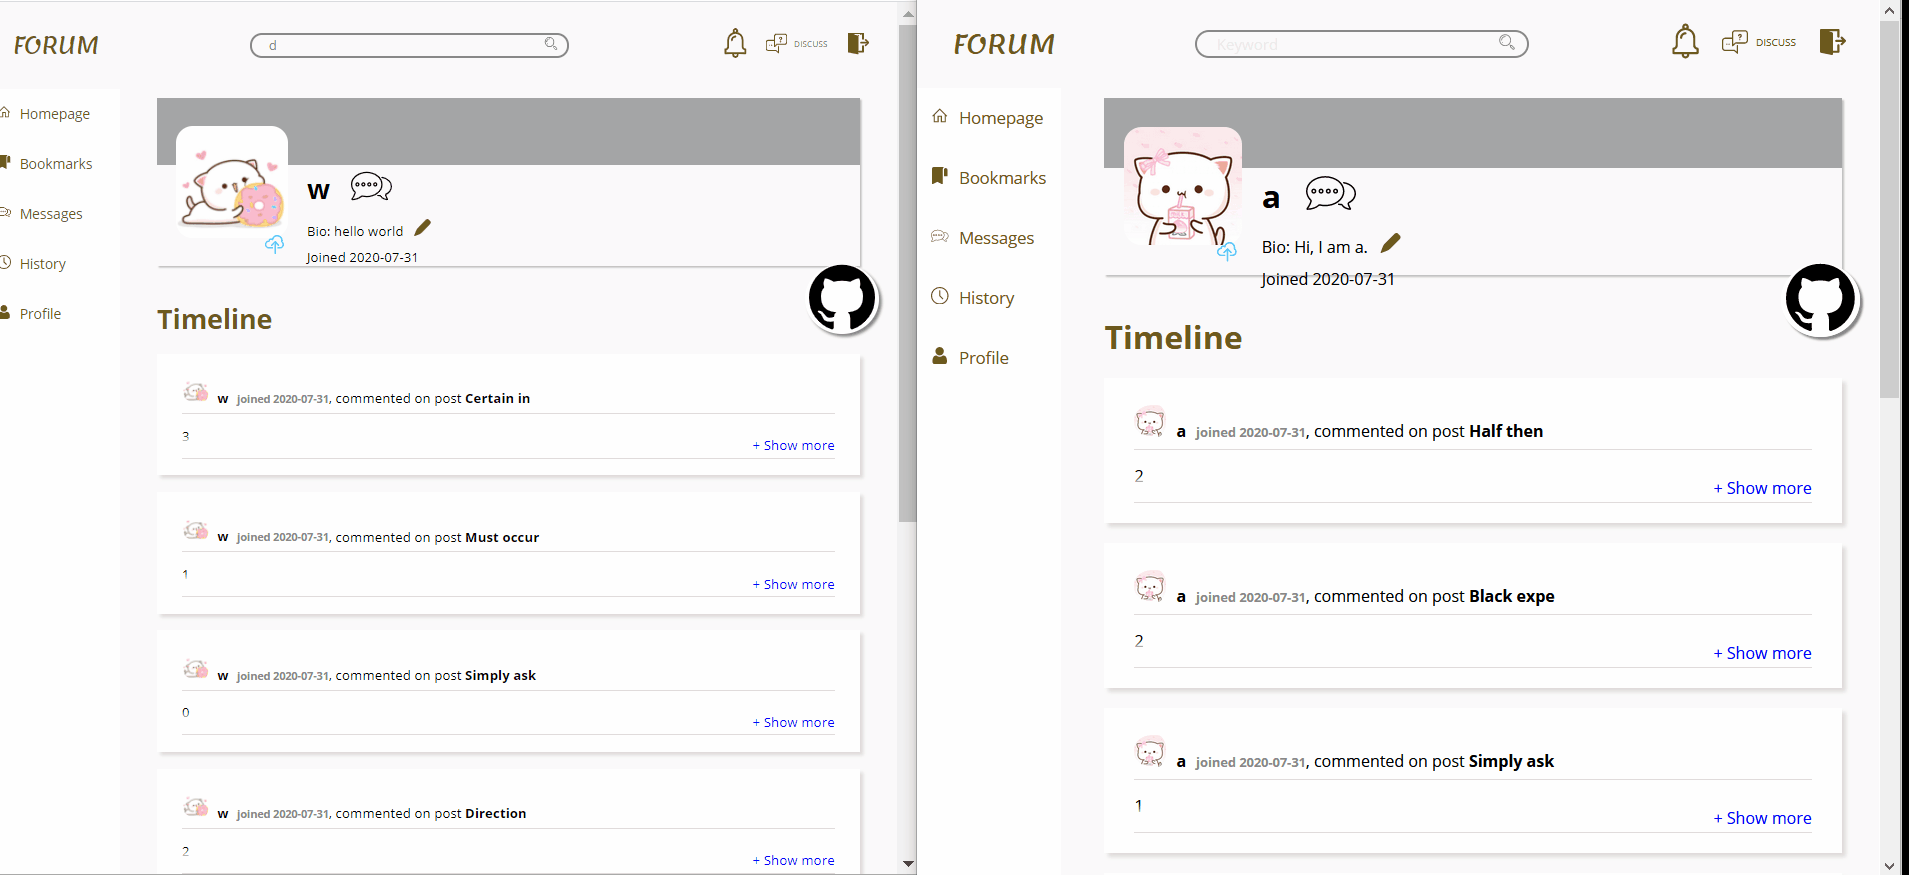 FORUM
d
DISCUSS
Homepage
Bookmarks
Messages
History
Profile
w
Bio: hello world
Joined 2020-07-31
Timeline
w joined 2020-07-31, commented on post Certain in
3
+ Show more
w joined 2020-07-31, commented on post Must occur
1
+ Show more
w joined 2020-07-31, commented on post Simply ask
0
+ Show more
w joined 2020-07-31, commented on post Direction
2
+ Show more
FORUM
Keyword
DISCUSS
Homepage
Bookmarks
Messages
History
Profile
a
Bio: Hi, I am a.
Joined 2020-07-31
Timeline
a joined 2020-07-31, commented on post Half then
2
+ Show more
a joined 2020-07-31, commented on post Black expe
2
+ Show more
a joined 2020-07-31, commented on post Simply ask
1
+ Show more